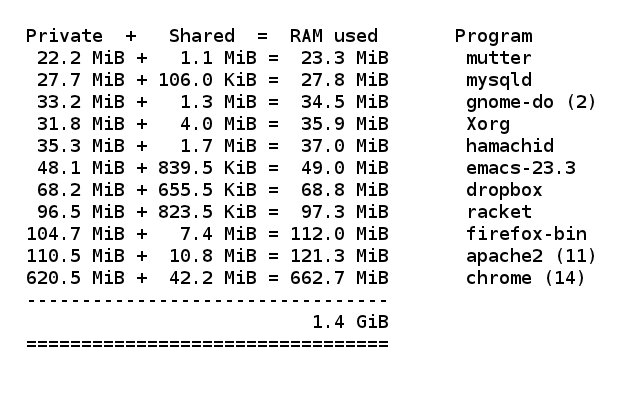 Private  +   Shared  =  RAM used       Program
 22.2 MiB +   1.1 MiB =  23.3 MiB       mutter
 27.7 MiB + 106.0 KiB =  27.8 MiB       mysqld
 33.2 MiB +   1.3 MiB =  34.5 MiB       gnome-do (2)
 31.8 MiB +   4.0 MiB =  35.9 MiB       Xorg
 35.3 MiB +   1.7 MiB =  37.0 MiB       hamachid
 48.1 MiB + 839.5 KiB =  49.0 MiB       emacs-23.3
 68.2 MiB + 655.5 KiB =  68.8 MiB       dropbox
 96.5 MiB + 823.5 KiB =  97.3 MiB       racket
104.7 MiB +   7.4 MiB = 112.0 MiB       firefox-bin
110.5 MiB +  10.8 MiB = 121.3 MiB       apache2 (11)
620.5 MiB +  42.2 MiB = 662.7 MiB       chrome (14)
---------------------------------
                          1.4 GiB
=================================